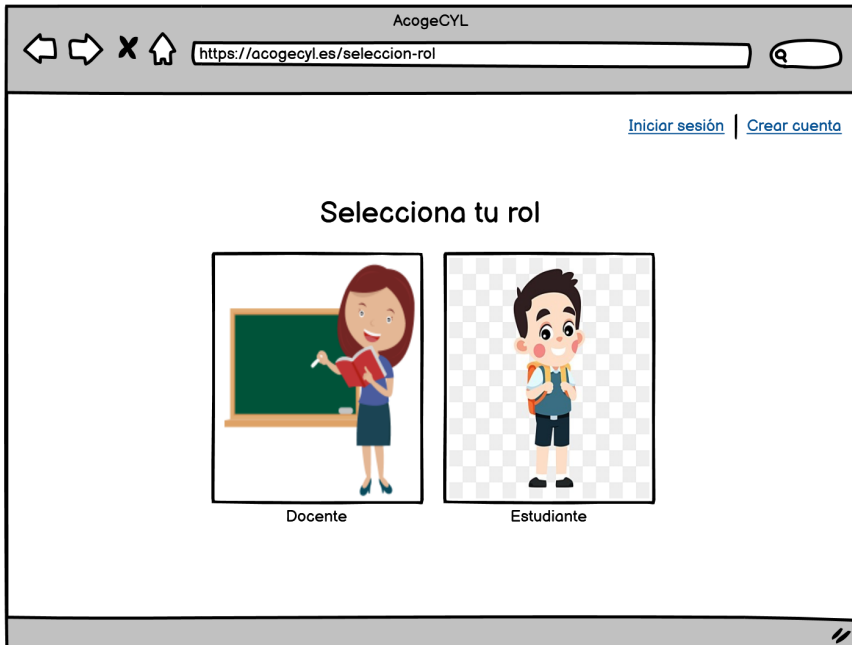 AcogeCYL
https://acogecyl.es/seleccion-rol
Iniciar sesión
Crear cuenta
Selecciona tu rol
Docente
Estudiante